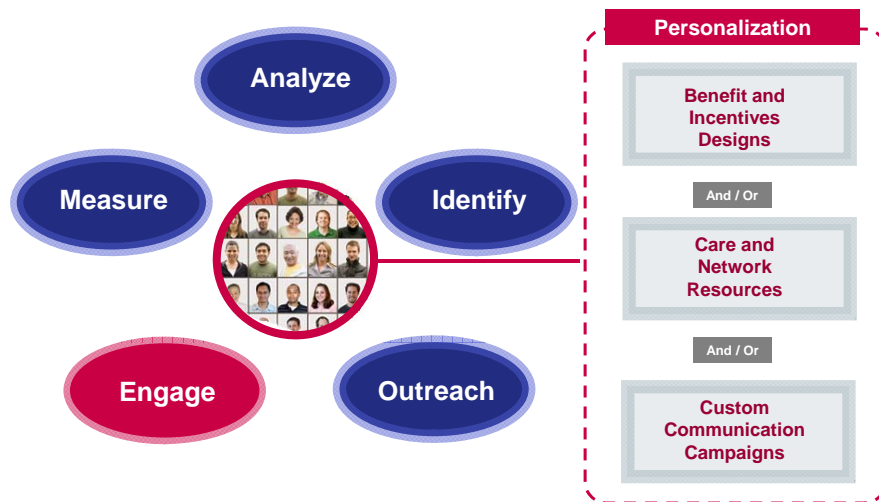 Analyze
Measure
Identify
Engage
Outreach
Personalization
Benefit and
Incentives
Designs
And / Or
Care and
Network
Resources
And / Or
Custom
Communication
Campaigns